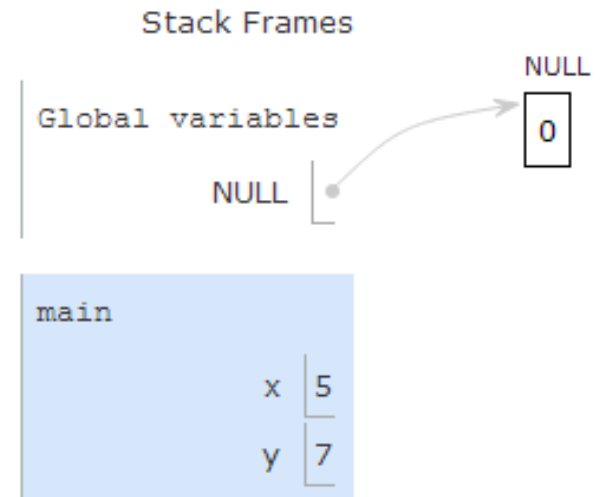 Stack Frames
NULL
Global variables
0
NULL
main
x 5
y 7